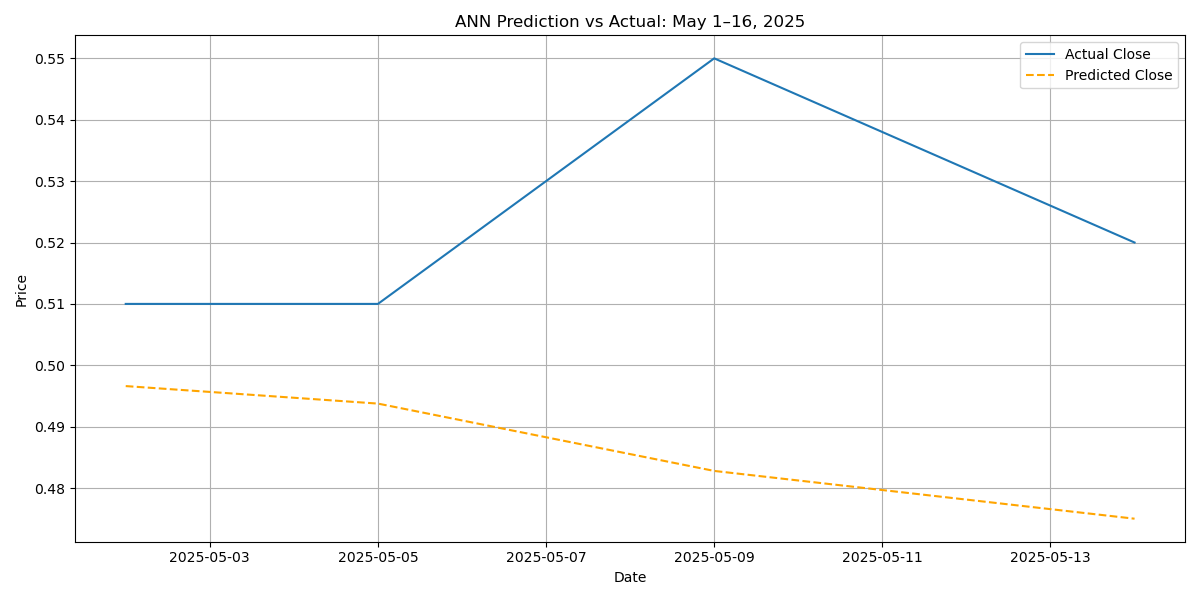 ANN Prediction vs Actual: May 1–16, 2025
Actual Close
Predicted Close
Price
0.55
0.54
0.53
0.52
0.51
0.50
0.49
0.48
2025-05-03 2025-05-05 2025-05-07 2025-05-09 2025-05-11 2025-05-13
Date